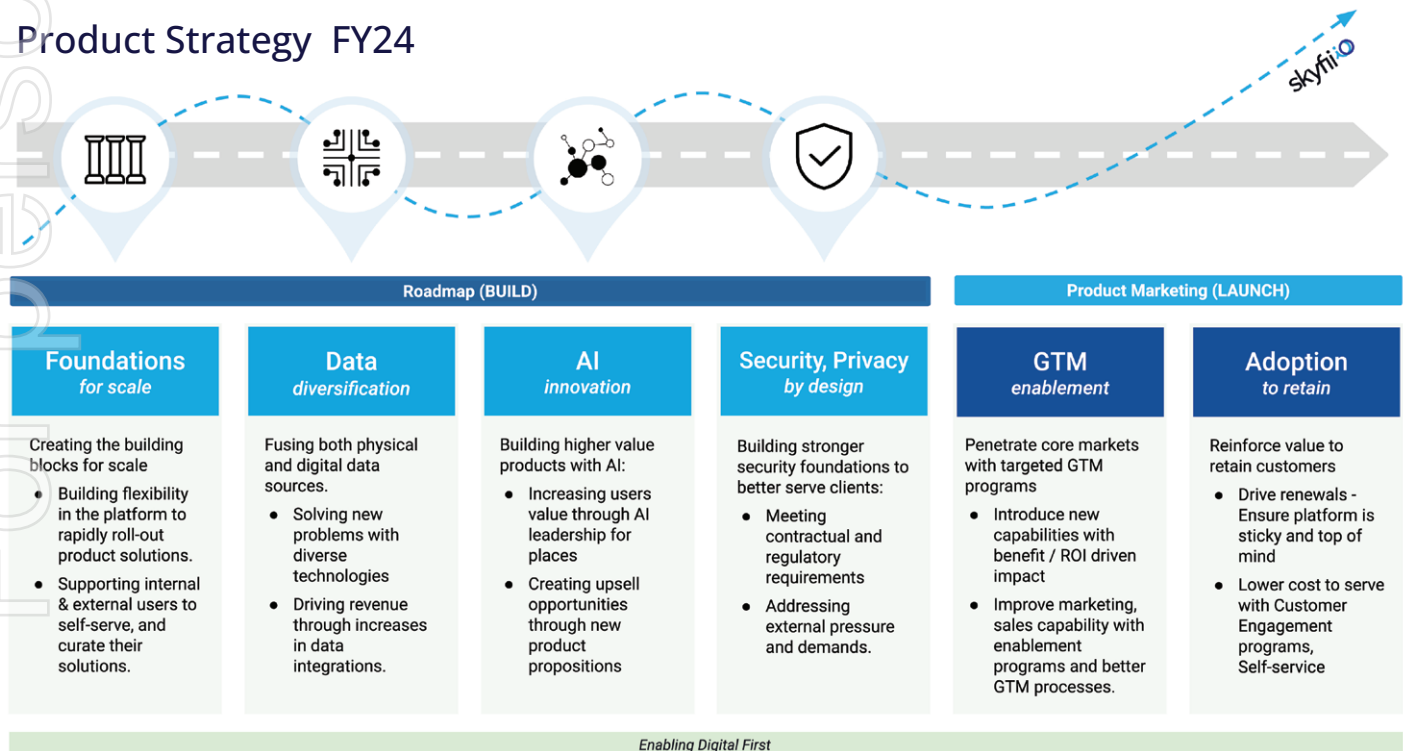 Product Strategy FY24
skyfii.io
Roadmap (BUILD)
Product Marketing (LAUNCH)
Foundations
for scale
Creating the building
blocks for scale
● Building flexibility
in the platform to
rapidly roll-out
product solutions.
● Supporting internal
& external users to
self-serve, and
curate their
solutions.
Data
diversification
Fusing both physical
and digital data
sources.
● Solving new
problems with
diverse
technologies
● Driving revenue
through increases
in data
integrations.
AI
innovation
Building higher value
products with AI:
● Increasing users
value through AI
leadership for
places
● Creating upsell
opportunities
through new
product
propositions
Security, Privacy
by design
Building stronger
security foundations to
better serve clients:
● Meeting
contractual and
regulatory
requirements
● Addressing
external pressure
and demands.
GTM
enablement
Penetrate core markets
with targeted GTM
programs
● Introduce new
capabilities with
benefit / ROI driven
impact
● Improve marketing,
sales capability with
enablement
programs and better
GTM processes.
Adoption
to retain
Reinforce value to
retain customers
● Drive renewals -
Ensure platform is
sticky and top of
mind
● Lower cost to serve
with Customer
Engagement
programs,
Self-service
Enabling Digital First